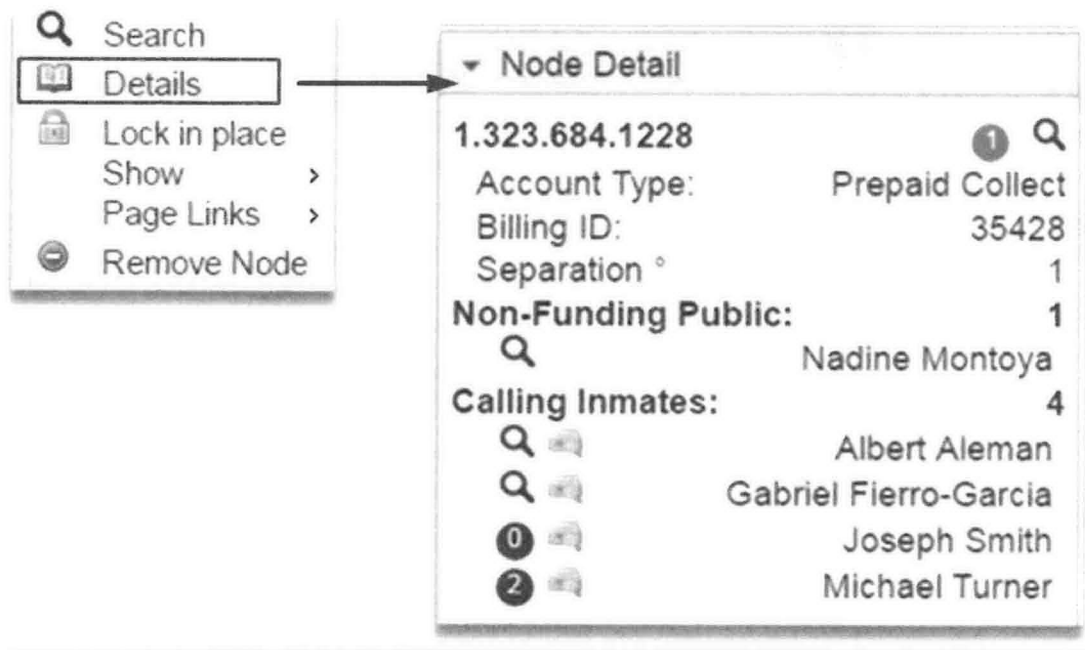 Search
Details
Lock in place
Show >
Page Links >
Remove Node
Node Detail
1.323.684.1228 1
Account Type: Prepaid Collect
Billing ID: 35428
Separation ° 1
Non-Funding Public: 1
Nadine Montoya
Calling Inmates: 4
Albert Aleman
Gabriel Fierro-Garcia
0 Joseph Smith
2 Michael Turner